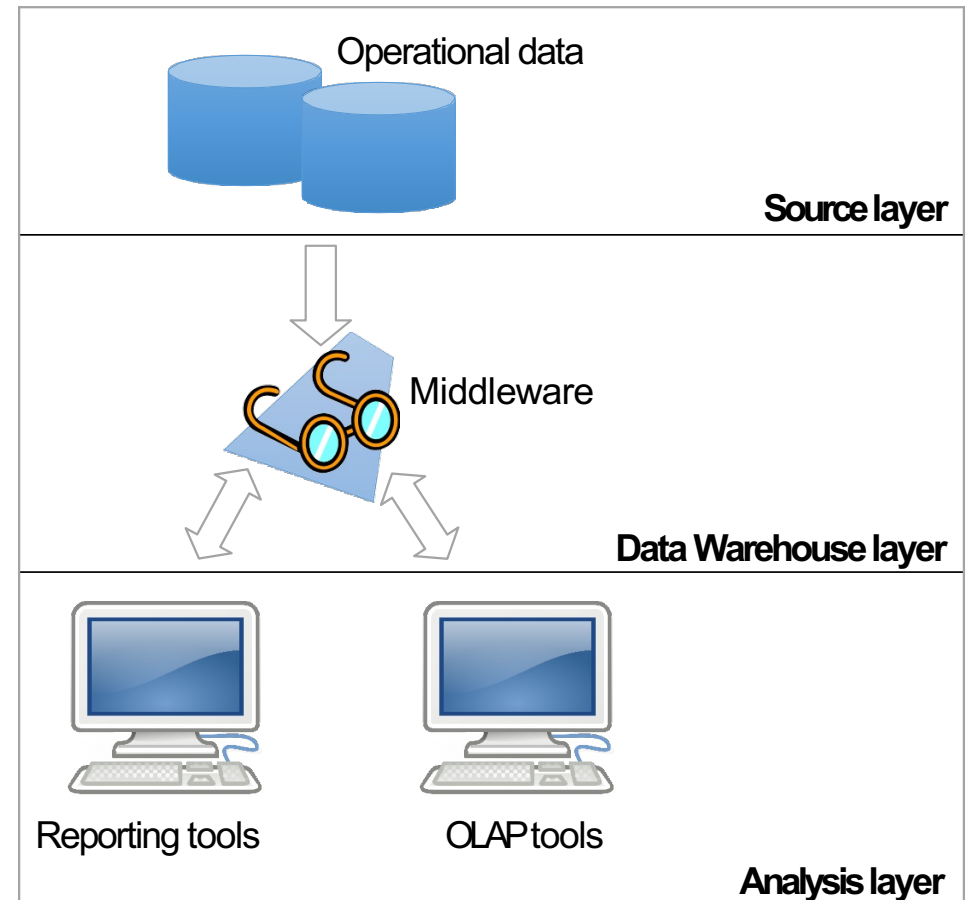 Operational data
Source layer
Middleware
Data Warehouse layer
Reporting tools
OLAP tools
Analysis layer